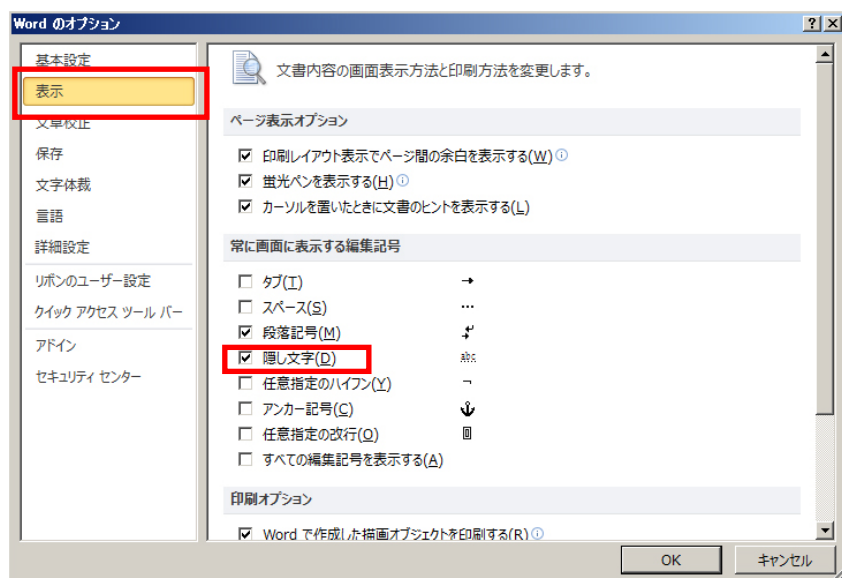 Word のオプション
基本設定
表示
文章校正
保存
文字体裁
言語
詳細設定
リボンのユーザー設定
クイック アクセス ツール バー
アドイン
セキュリティ センター
文書内容の画面表示方法と印刷方法を変更します。
ページ表示オプション
印刷レイアウト表示でページ間の余白を表示する(W)
蛍光ペンを表示する(H)
カーソルを置いたときに文書のヒントを表示する(L)
常に画面に表示する編集記号
タブ(T) →
スペース(S) ...
段落記号(M)
隠し文字(D) abc
任意指定のハイフン(Y) ¬
アンカー記号(C)
任意指定の改行(O)
すべての編集記号を表示する(A)
印刷オプション
Word で作成した描画オブジェクトを印刷する(R)
OK
キャンセル